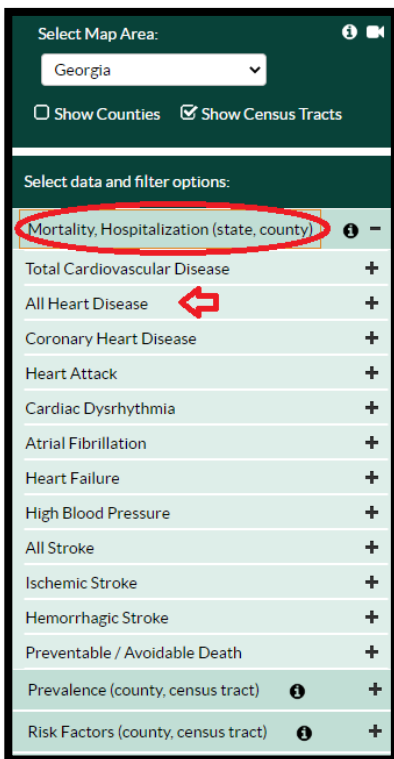 Select Map Area:
Georgia
Show Counties Show Census Tracts
Select data and filter options:
Mortality, Hospitalization (state, county)
Total Cardiovascular Disease
All Heart Disease
Coronary Heart Disease
Heart Attack
Cardiac Dysrhythmia
Atrial Fibrillation
Heart Failure
High Blood Pressure
All Stroke
Ischemic Stroke
Hemorrhagic Stroke
Preventable / Avoidable Death
Prevalence (county, census tract)
Risk Factors (county, census tract)